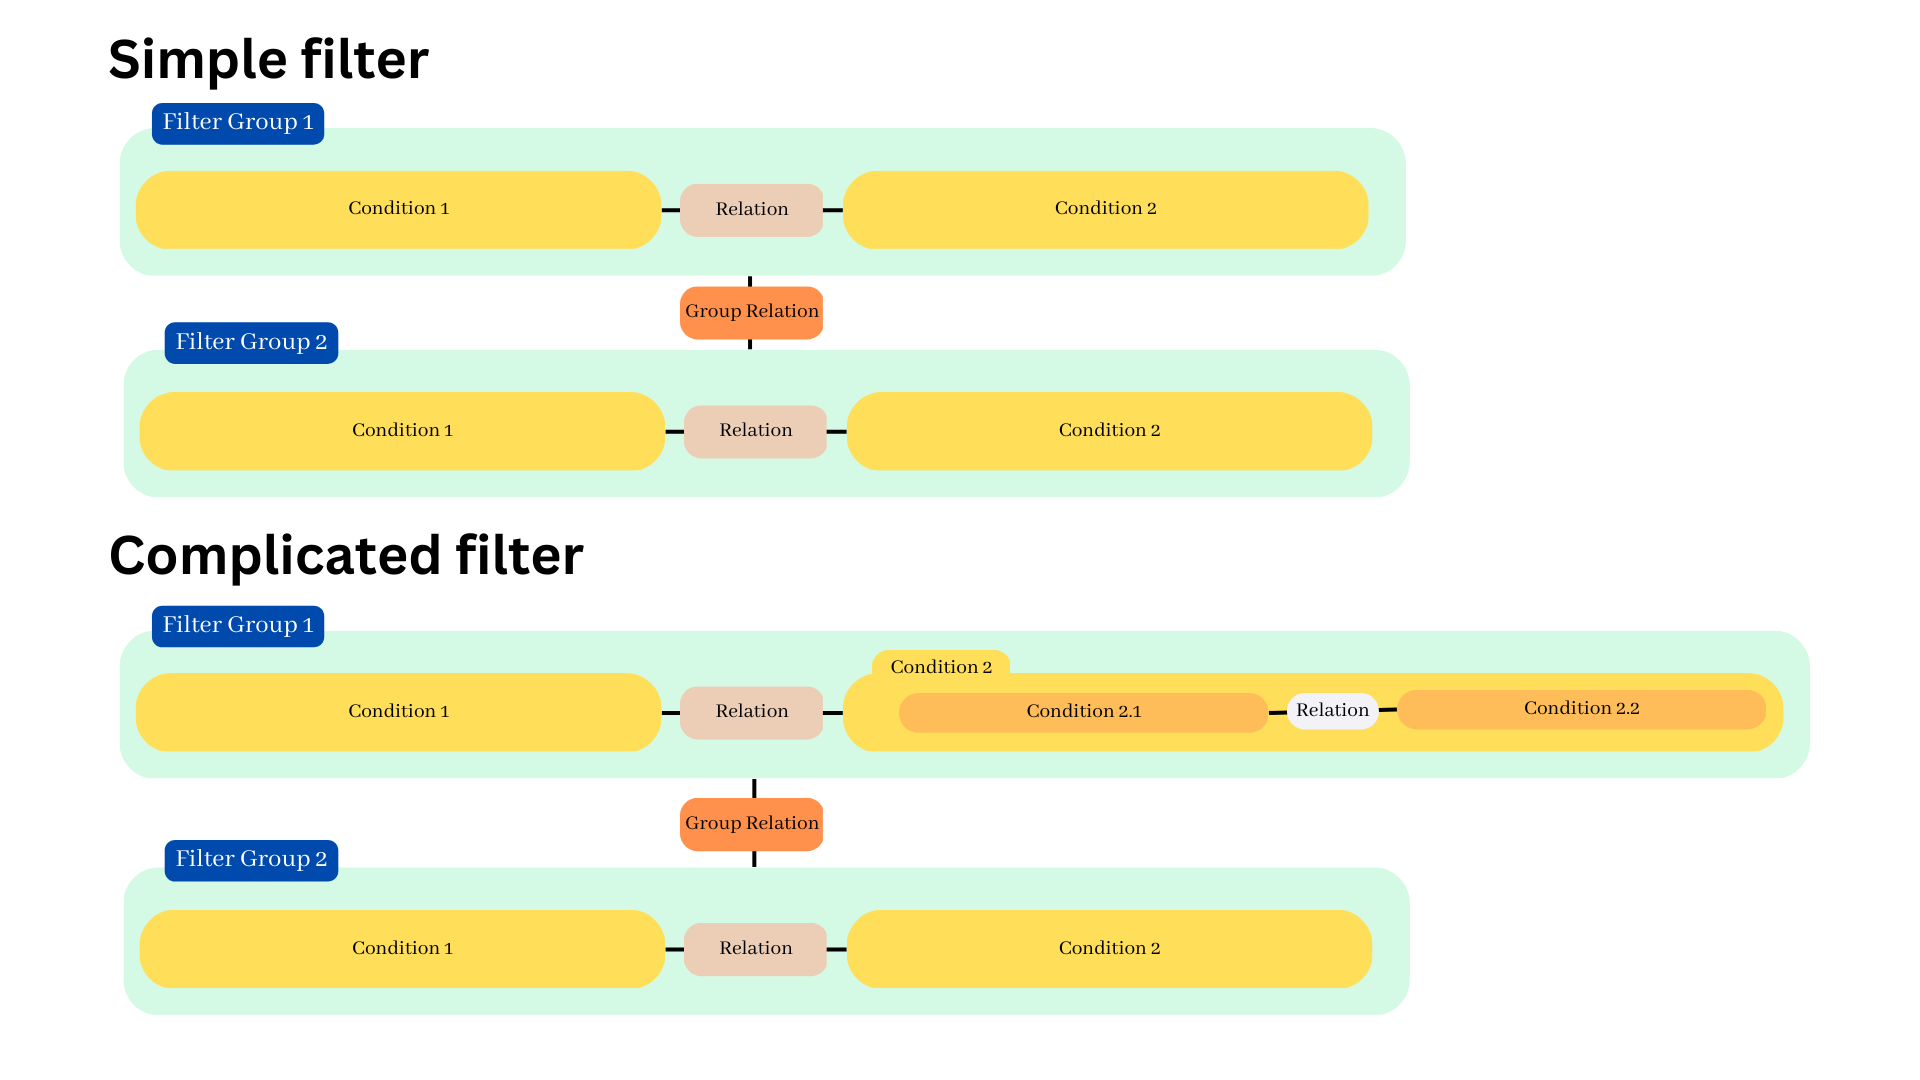 Simple filter
Filter Group 1
Condition 1
Relation
Condition 2
Group Relation
Filter Group 2
Condition 1
Relation
Condition 2
Complicated filter
Filter Group 1
Condition 2
Condition 1
Relation
Condition 2.1
Relation
Condition 2.2
Group Relation
Filter Group 2
Condition 1
Relation
Condition 2